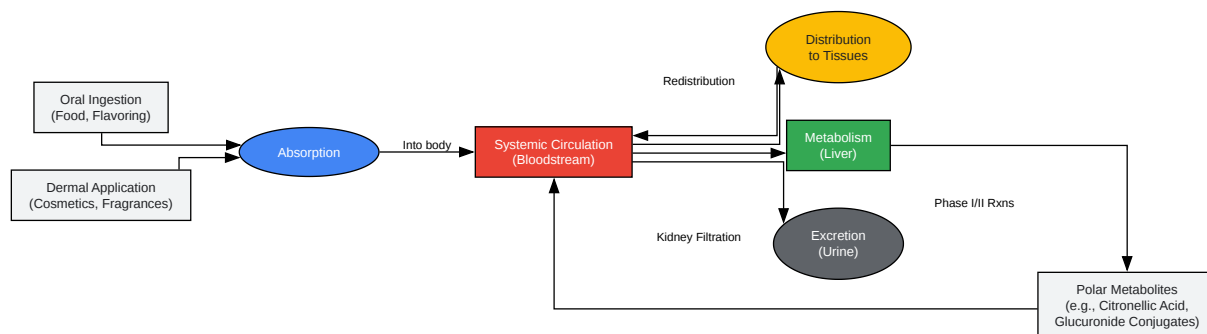 Distribution
to Tissues
Redistribution
Oral Ingestion
(Food, Flavoring)
Absorption
Into body
Systemic Circulation
(Bloodstream)
Metabolism
(Liver)
Dermal Application
(Cosmetics, Fragrances)
Phase I/II Rxns
Kidney Filtration
Excretion
(Urine)
Polar Metabolites
(e.g., Citronellic Acid,
Glucuronide Conjugates)